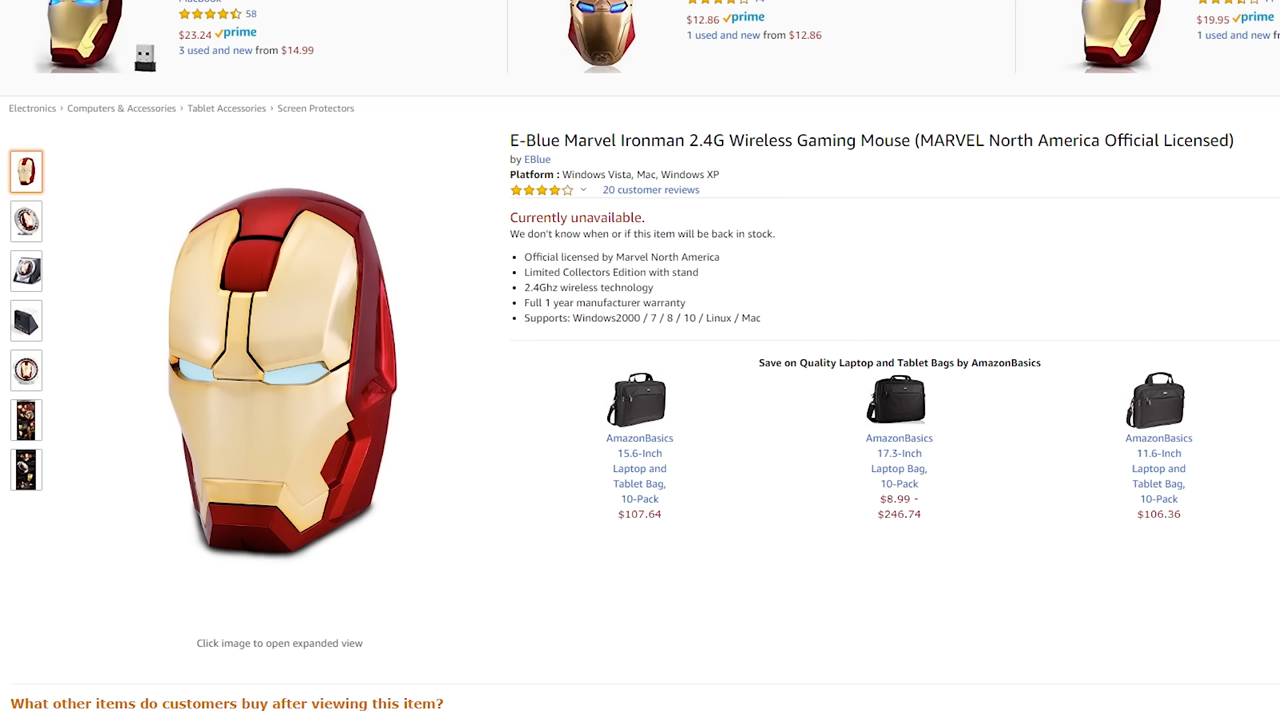 MacBook
58
$23.24 prime
3 used and new from $14.99
$12.86 prime
1 used and new from $12.86
$19.95 prime
1 used and new
Electronics › Computers & Accessories › Tablet Accessories › Screen Protectors
E-Blue Marvel Ironman 2.4G Wireless Gaming Mouse (MARVEL North America Official Licensed)
by EBlue
Platform : Windows Vista, Mac, Windows XP
20 customer reviews
Currently unavailable.
We don't know when or if this item will be back in stock.
• Official licensed by Marvel North America
• Limited Collectors Edition with stand
• 2.4Ghz wireless technology
• Full 1 year manufacturer warranty
• Supports: Windows2000 / 7 / 8 / 10 / Linux / Mac
Save on Quality Laptop and Tablet Bags by AmazonBasics
AmazonBasics
15.6-Inch
Laptop and
Tablet Bag,
10-Pack
$107.64
AmazonBasics
17.3-Inch
Laptop Bag,
10-Pack
$8.99 -
$246.74
AmazonBasics
11.6-Inch
Laptop and
Tablet Bag,
10-Pack
$106.36
Click image to open expanded view
What other items do customers buy after viewing this item?